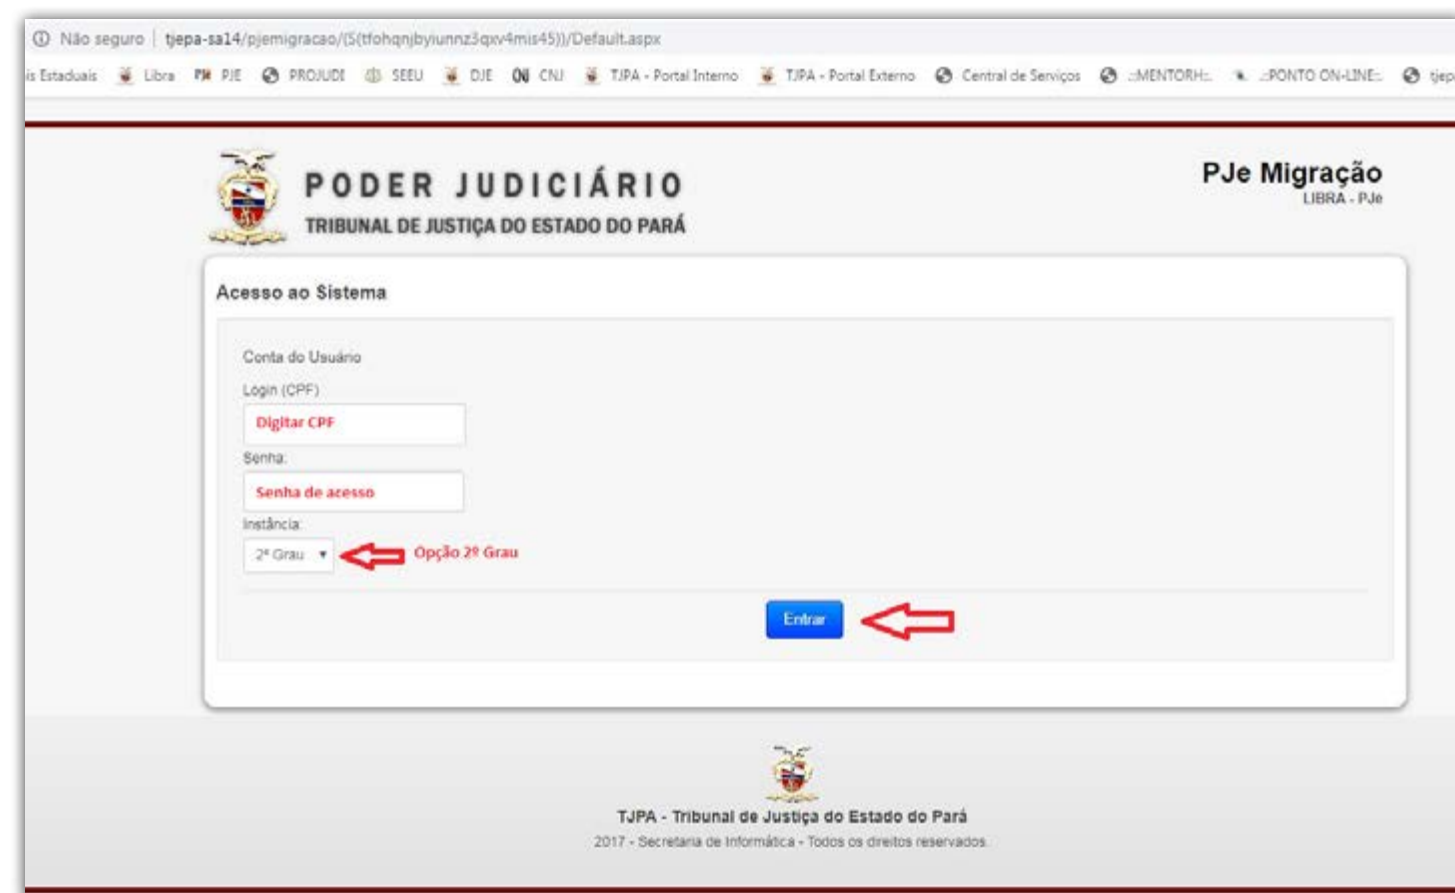 Não seguro | tjepa-sa14/pjemigracao/(S(tfohqnjbyiunnz3qxv4mis45))/Default.aspx
is Estaduais Libra PJe PJE PROJUDI SEEU DJE CNJ TJPA - Portal Interno TJPA - Portal Externo Central de Serviços .::MENTORH::. .::PONTO ON-LINE::. tjep
PODER JUDICIÁRIO
TRIBUNAL DE JUSTIÇA DO ESTADO DO PARÁ
PJe Migração
LIBRA - PJe
Acesso ao Sistema
Conta do Usuário
Login (CPF)
Digitar CPF
Senha:
Senha de acesso
Instância:
2º Grau Opção 2º Grau
Entrar
TJPA - Tribunal de Justiça do Estado do Pará
2017 - Secretaria de Informática - Todos os direitos reservados.